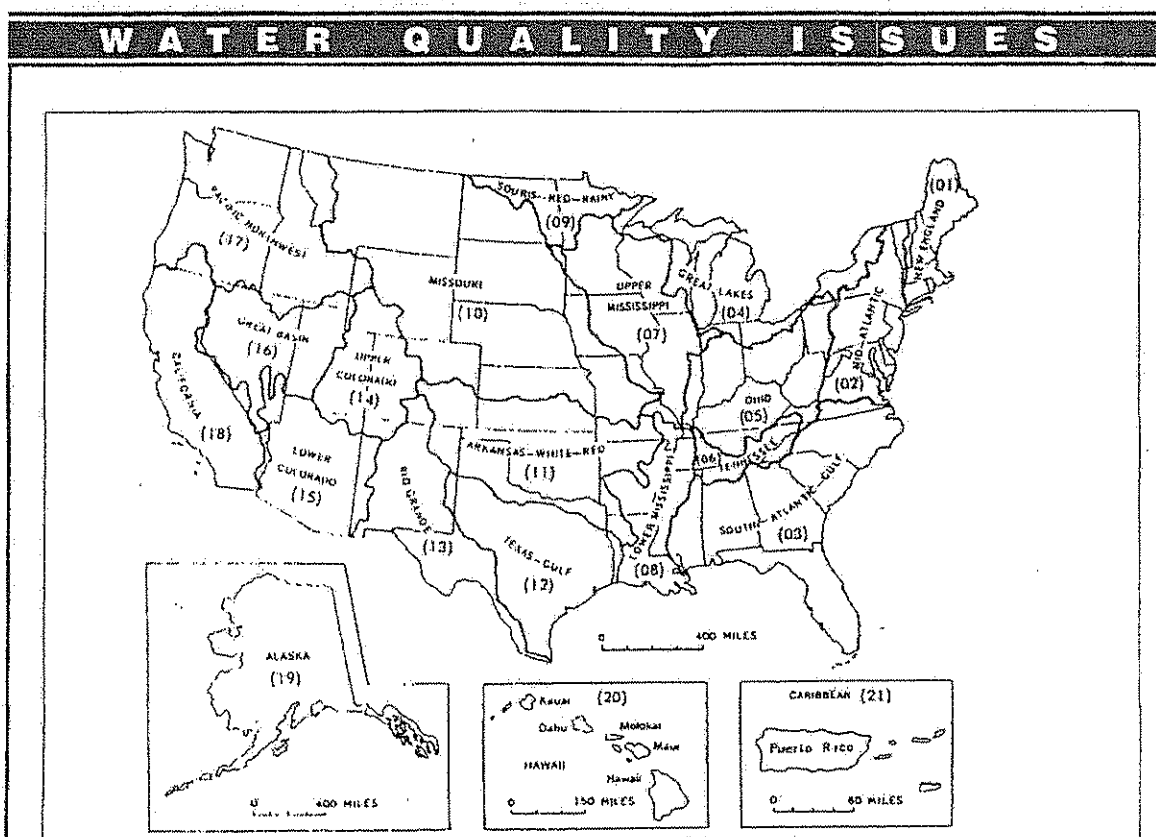 WATER QUALITY ISSUES
SOURIS-RED-RAINY
(09)
(01)
NEW ENGLAND
PACIFIC NORTHWEST
(17)
MISSOURI
(10)
UPPER
MISSISSIPPI
(07)
GREAT LAKES
(04)
MID-ATLANTIC
(02)
GREAT BASIN
(16)
UPPER
COLORADO
(14)
CALIFORNIA
(18)
OHIO
(05)
(06)
TENNESSEE
ARKANSAS-WHITE-RED
(11)
LOWER
COLORADO
(15)
RIO GRANDE
(13)
LOWER MISSISSIPPI
(08)
SOUTH-ATLANTIC-GULF
(03)
TEXAS-GULF
(12)
0 400 MILES
ALASKA
(19)
0 400 MILES
Kauai (20)
Oahu Molokai
Maui
HAWAII
Hawaii
0 150 MILES
CARIBBEAN (21)
Puerto Rico
0 60 MILES